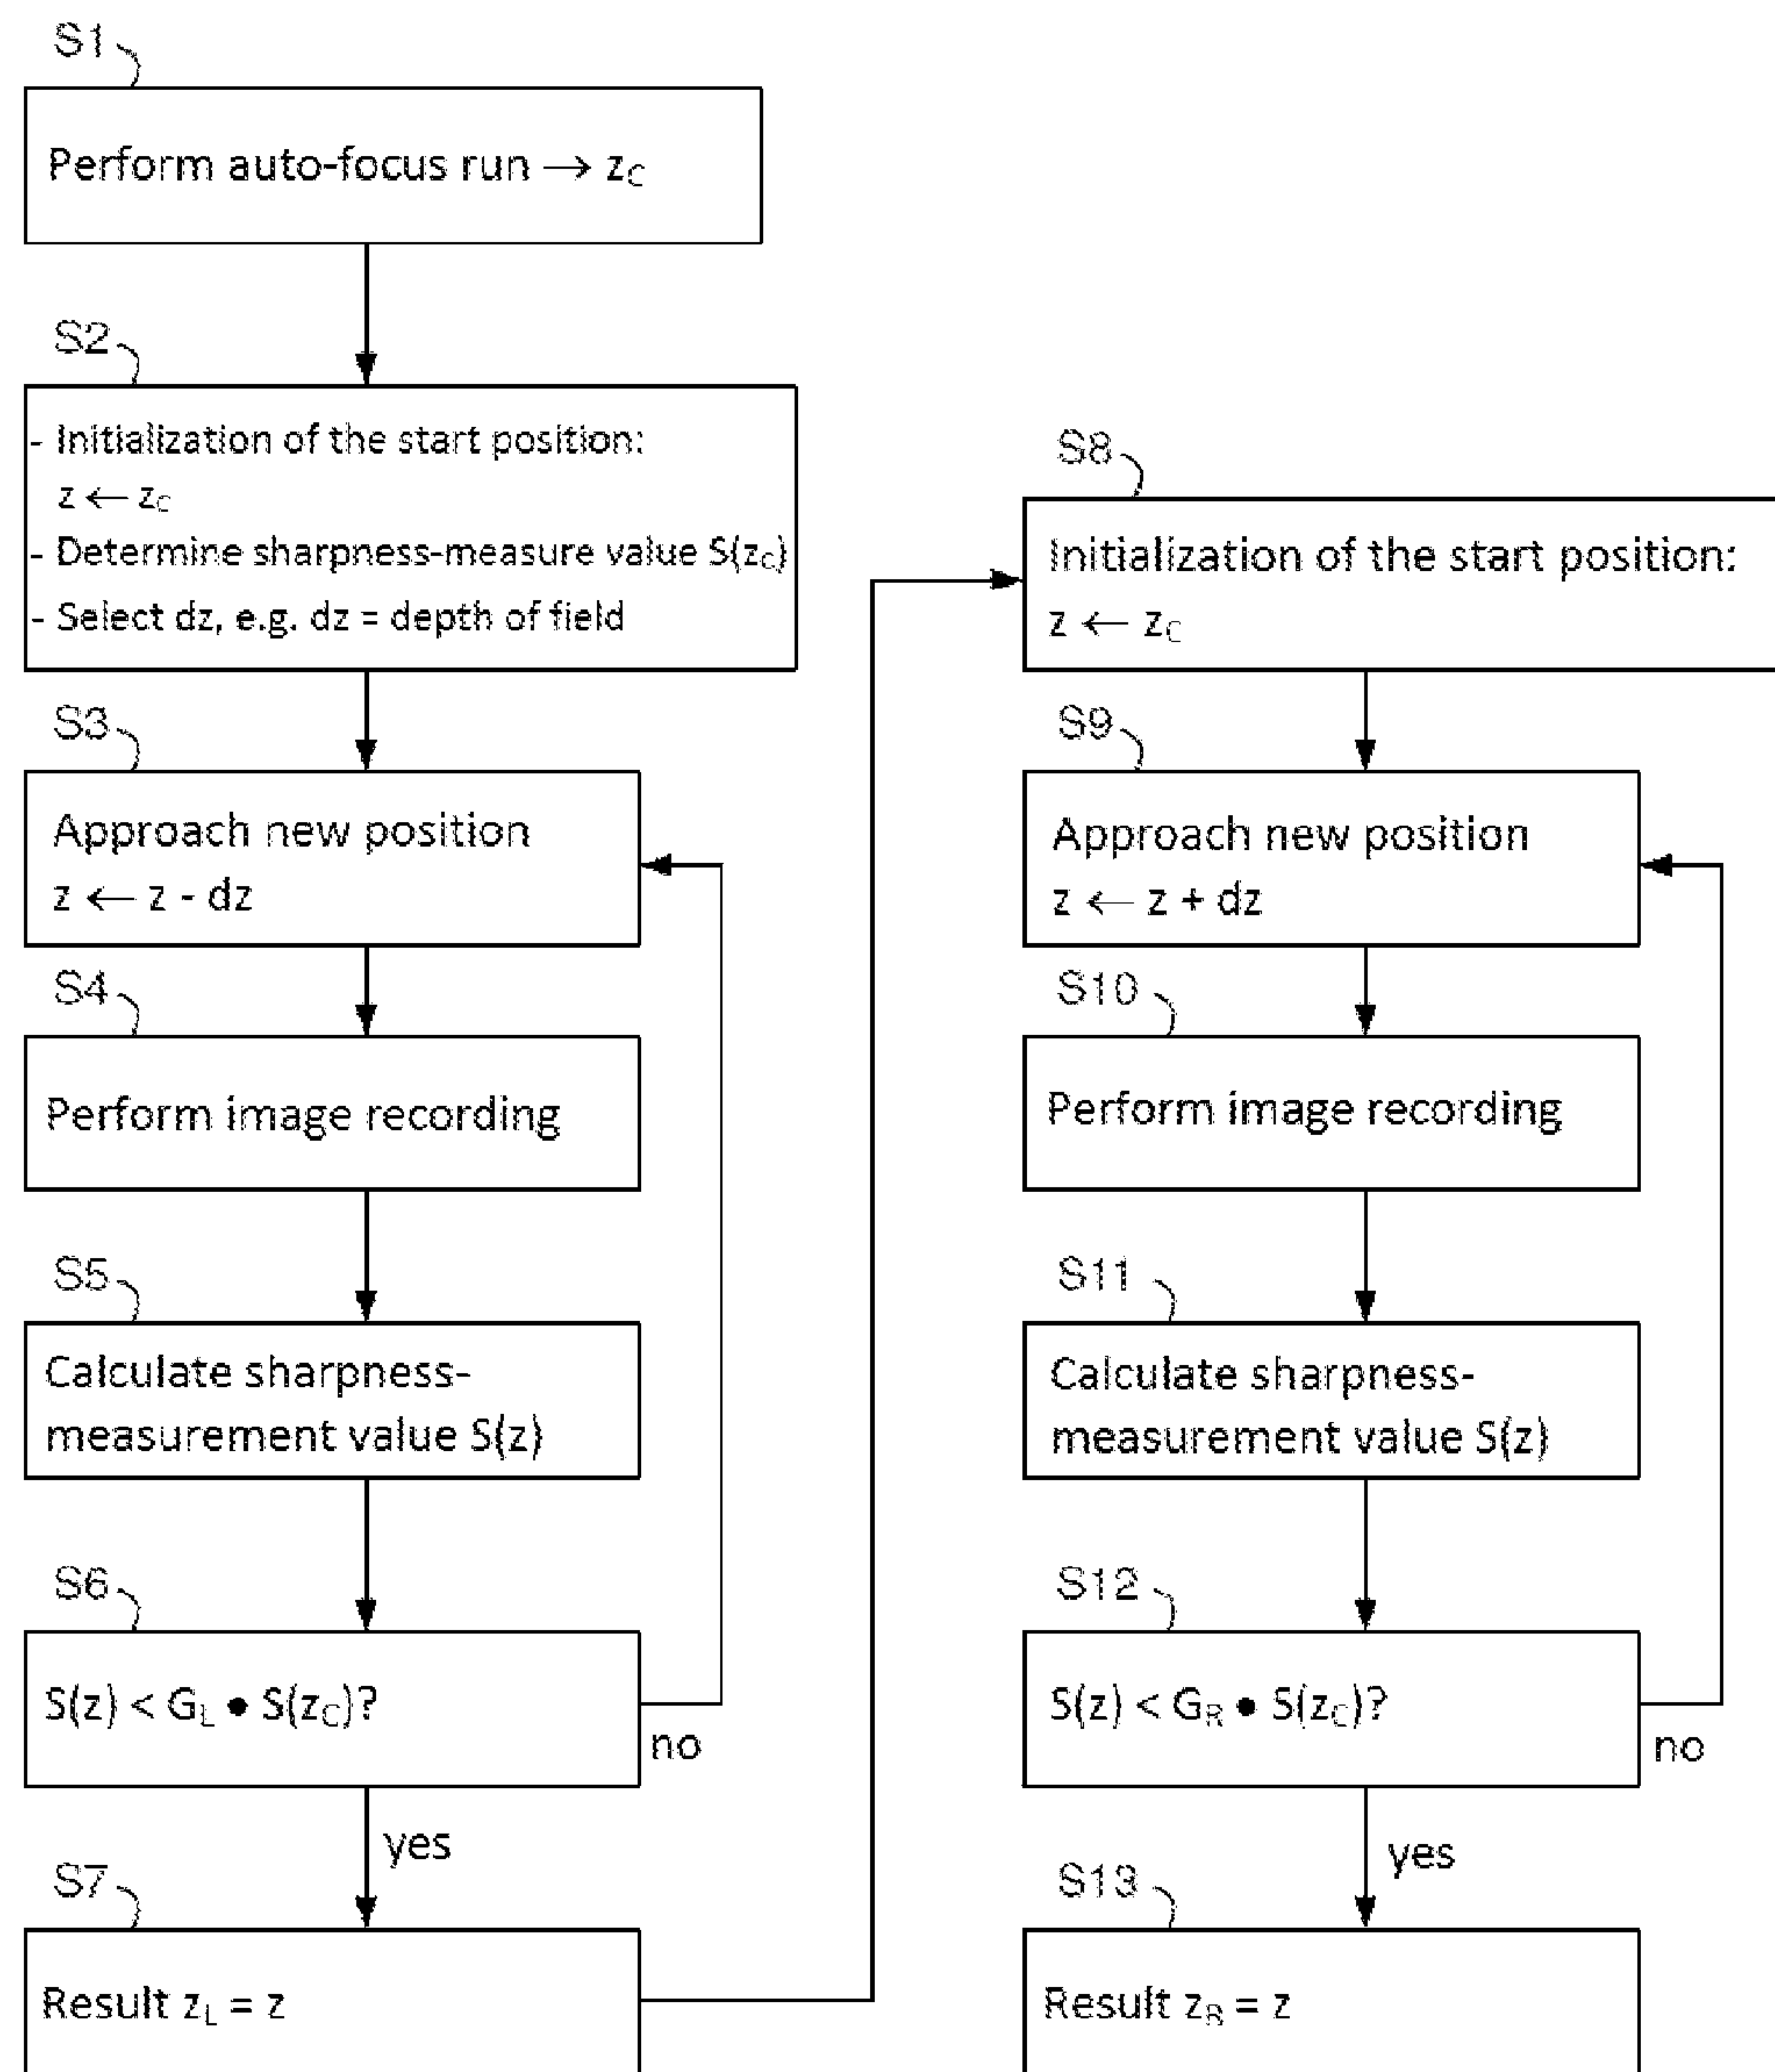 S1
Perform auto-focus run → zC
S2
- Initialization of the start position:
z ← zC
- Determine sharpness-measure value S(zC)
- Select dz, e.g. dz = depth of field
S3
Approach new position
z ← z - dz
S4
Perform image recording
S5
Calculate sharpness-
measurement value S(z)
S6
S(z) < GL • S(zC)?
no
yes
S7
Result zL = z
S8
Initialization of the start position:
z ← zC
S9
Approach new position
z ← z + dz
S10
Perform image recording
S11
Calculate sharpness-
measurement value S(z)
S12
S(z) < GR • S(zC)?
no
yes
S13
Result zR = z